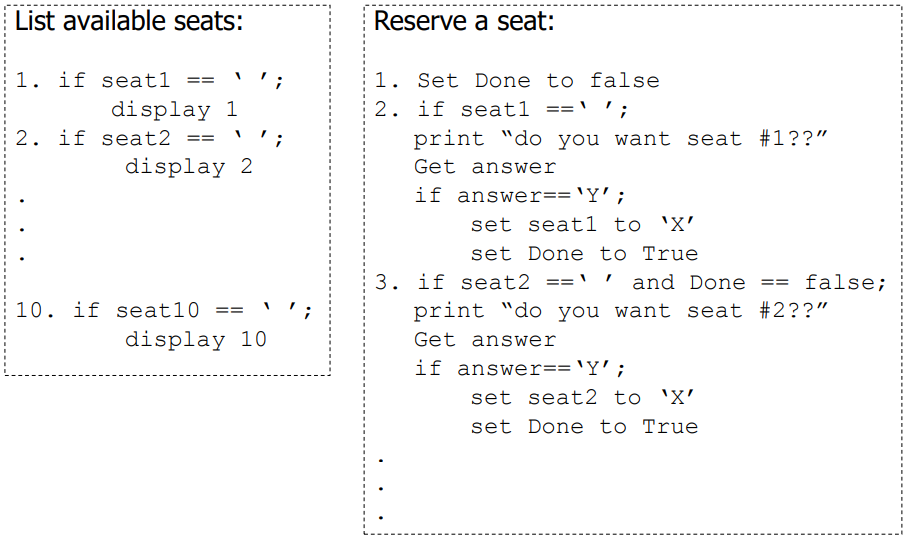 List available seats:
1. if seat1 == ‘ ’;
display 1
2. if seat2 == ‘ ’;
display 2
.
.
.
10. if seat10 == ‘ ’;
display 10
Reserve a seat:
1. Set Done to false
2. if seat1 ==‘ ’;
print “do you want seat #1??”
Get answer
if answer==‘Y’;
set seat1 to ‘X’
set Done to True
3. if seat2 ==‘ ’ and Done == false;
print “do you want seat #2??”
Get answer
if answer==‘Y’;
set seat2 to ‘X’
set Done to True
.
.
.